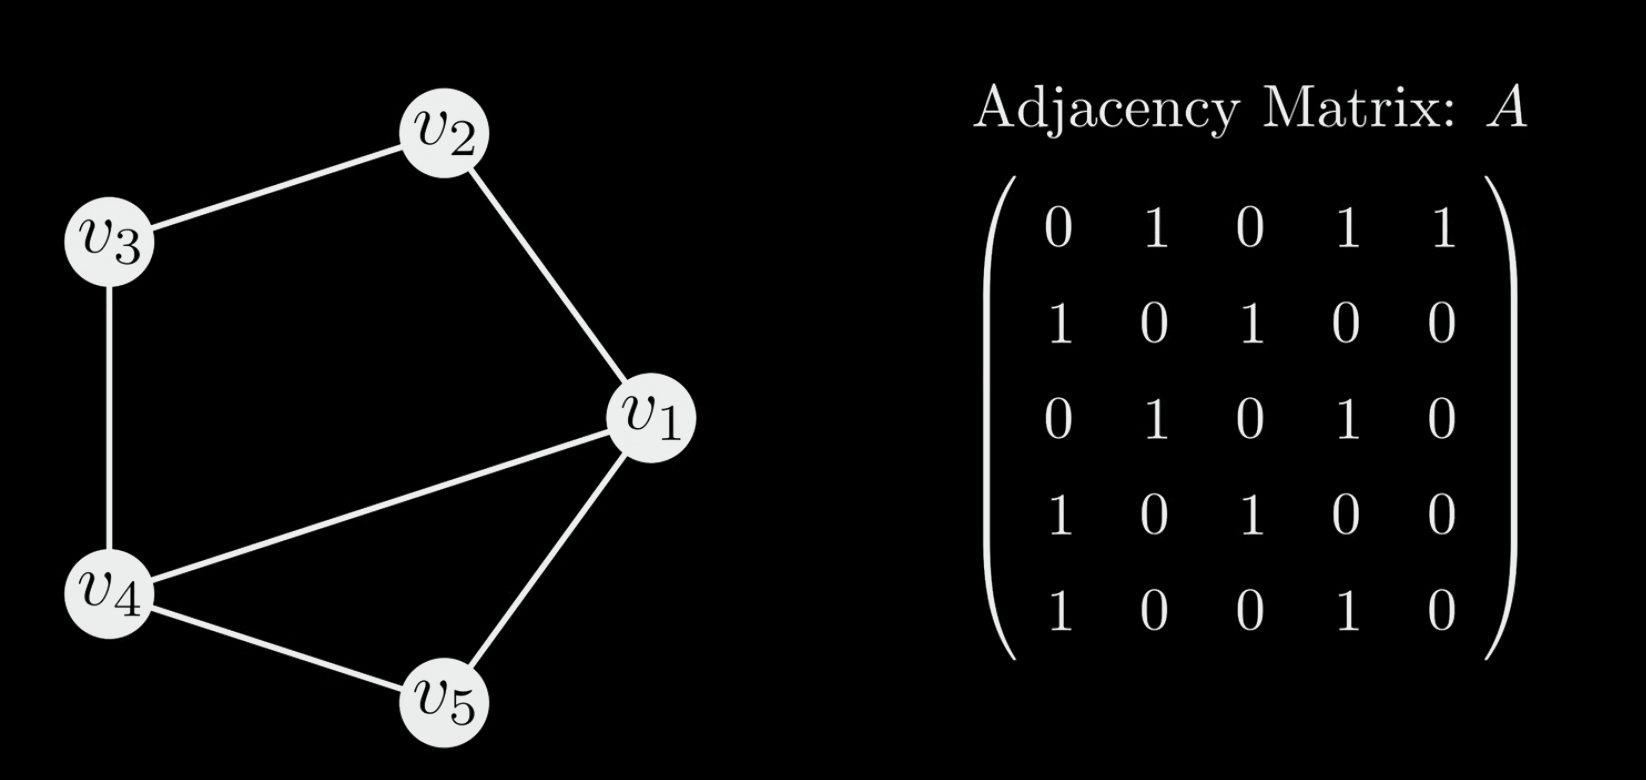 v2
v3
v1
v4
v5
Adjacency Matrix: A
0 1 0 1 1
1 0 1 0 0
0 1 0 1 0
1 0 1 0 0
1 0 0 1 0